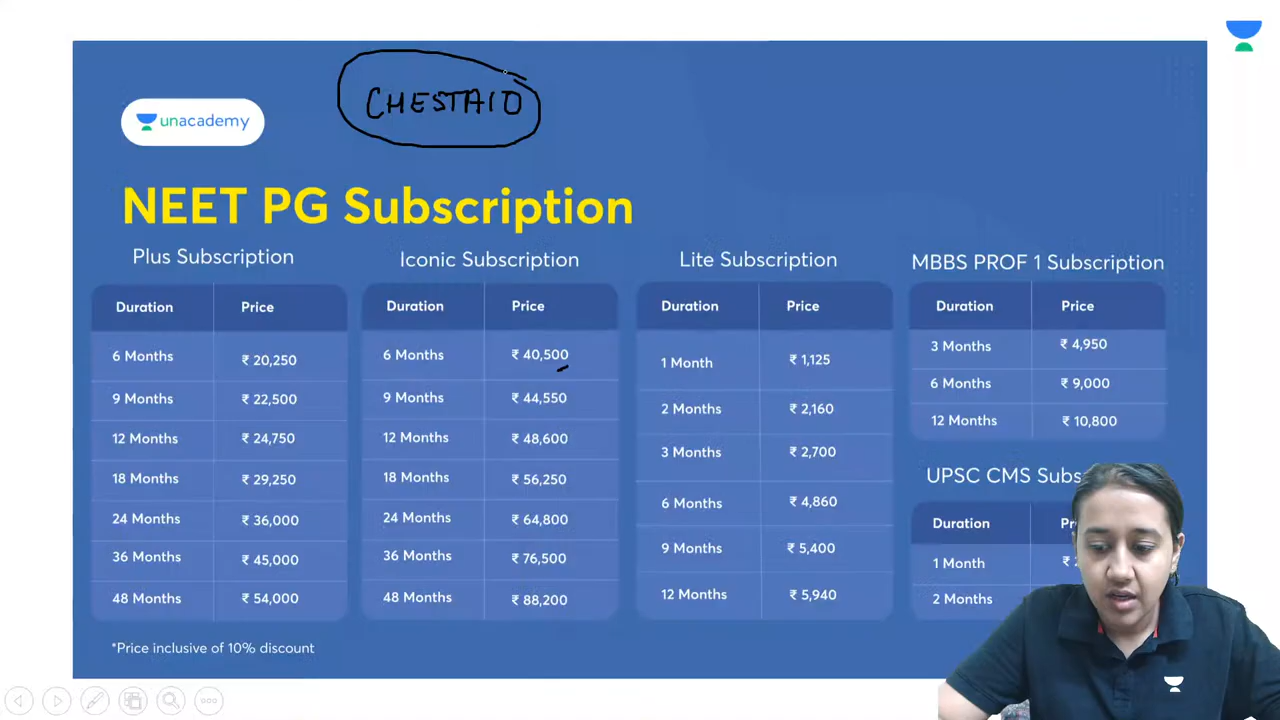 CHESTA10
unacademy
NEET PG Subscription
Plus Subscription
Duration Price
6 Months ₹ 20,250
9 Months ₹ 22,500
12 Months ₹ 24,750
18 Months ₹ 29,250
24 Months ₹ 36,000
36 Months ₹ 45,000
48 Months ₹ 54,000
Iconic Subscription
Duration Price
6 Months ₹ 40,500
9 Months ₹ 44,550
12 Months ₹ 48,600
18 Months ₹ 56,250
24 Months ₹ 64,800
36 Months ₹ 76,500
48 Months ₹ 88,200
Lite Subscription
Duration Price
1 Month ₹ 1,125
2 Months ₹ 2,160
3 Months ₹ 2,700
6 Months ₹ 4,860
9 Months ₹ 5,400
12 Months ₹ 5,940
MBBS PROF 1 Subscription
Duration Price
3 Months ₹ 4,950
6 Months ₹ 9,000
12 Months ₹ 10,800
UPSC CMS
Duration
1 Month
2 Months
*Price inclusive of 10% discount